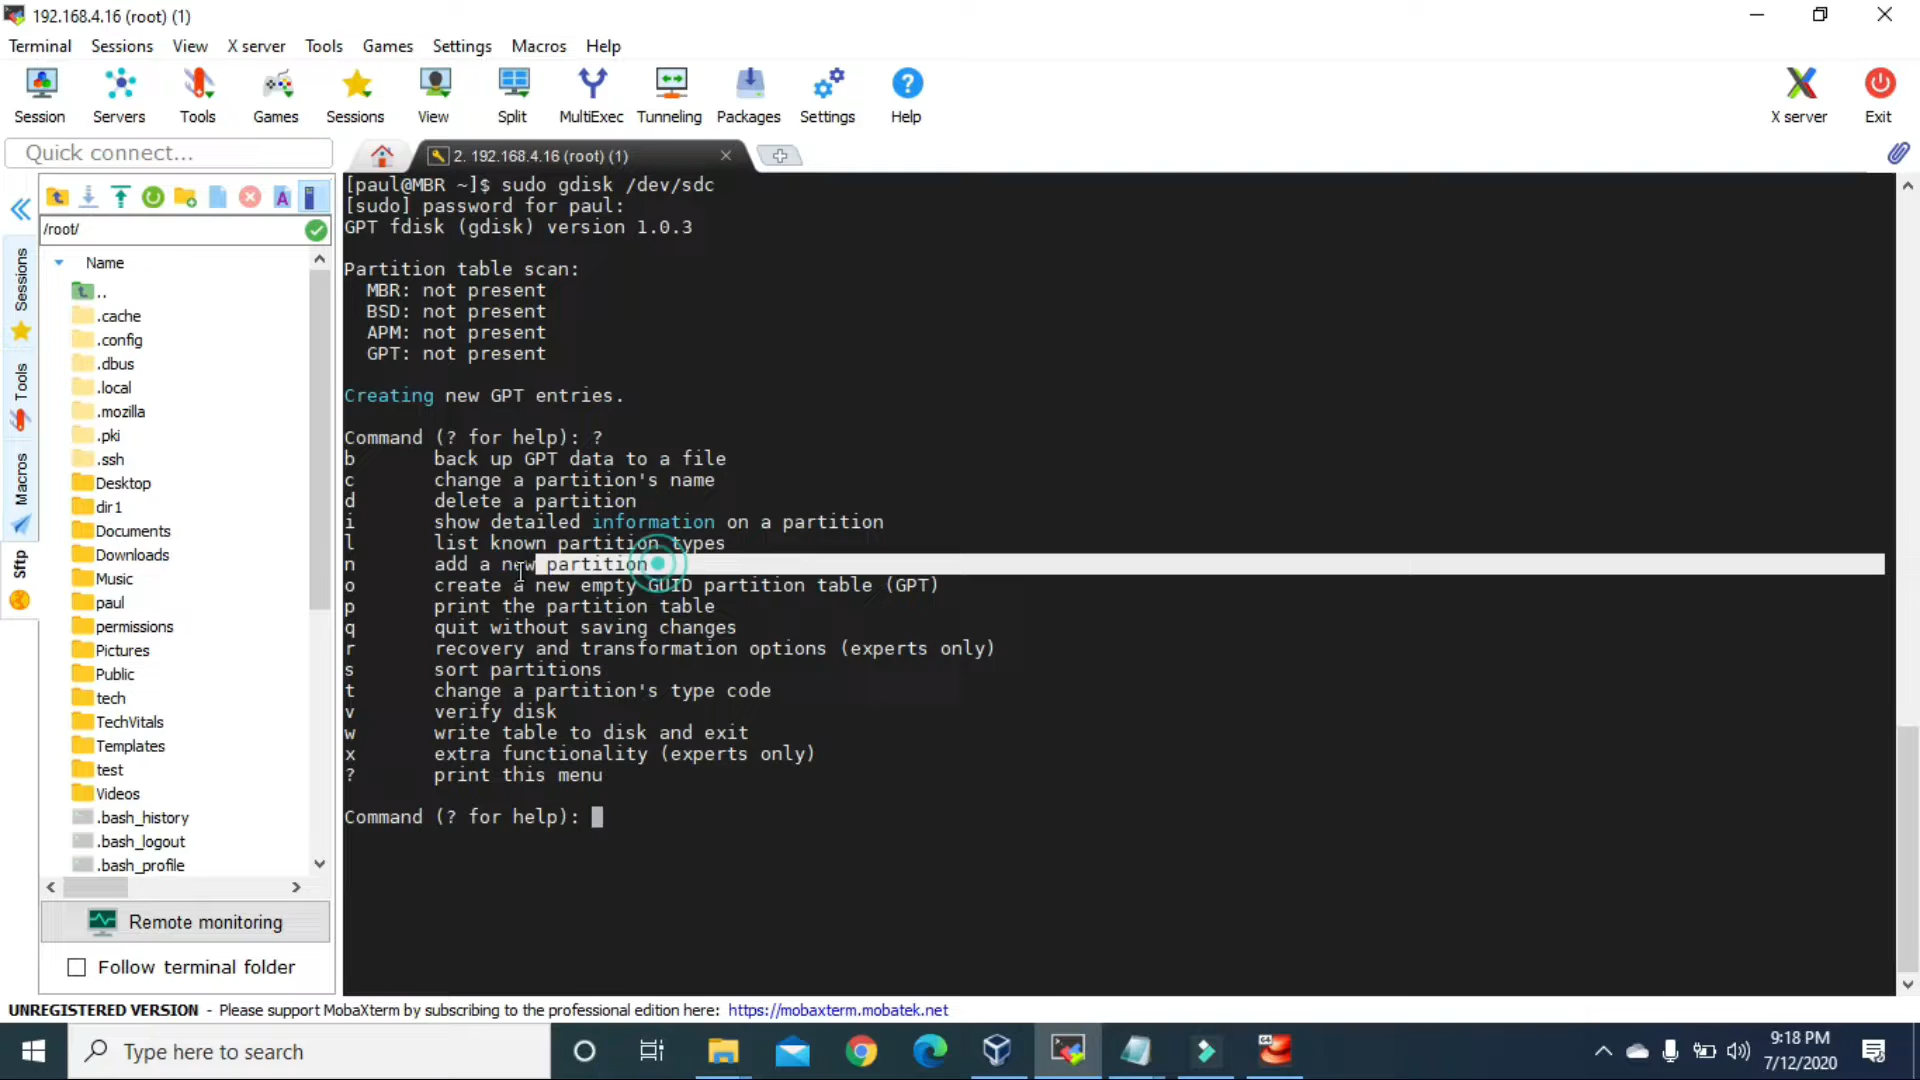 192.168.4.16 (root) (1)
Terminal Sessions View X server Tools Games Settings Macros Help
Session Servers Tools Games Sessions View Split MultiExec Tunneling Packages Settings Help X server Exit
Quick connect...
2. 192.168.4.16 (root) (1)
/root/
Name
..
.cache
.config
.dbus
.local
.mozilla
.pki
.ssh
Desktop
dir1
Documents
Downloads
Music
paul
permissions
Pictures
Public
tech
TechVitals
Templates
test
Videos
.bash_history
.bash_logout
.bash_profile
Remote monitoring
Follow terminal folder
Sessions
Tools
Macros
Sftp
[paul@MBR ~]$ sudo gdisk /dev/sdc
[sudo] password for paul:
GPT fdisk (gdisk) version 1.0.3
Partition table scan:
MBR: not present
BSD: not present
APM: not present
GPT: not present
Creating new GPT entries.
Command (? for help): ?
b back up GPT data to a file
c change a partition's name
d delete a partition
i show detailed information on a partition
l list known partition types
n add a new partition
o create a new empty GUID partition table (GPT)
p print the partition table
q quit without saving changes
r recovery and transformation options (experts only)
s sort partitions
t change a partition's type code
v verify disk
w write table to disk and exit
x extra functionality (experts only)
? print this menu
Command (? for help):
UNREGISTERED VERSION - Please support MobaXterm by subscribing to the professional edition here: https://mobaxterm.mobatek.net
Type here to search
64
9:18 PM
7/12/2020